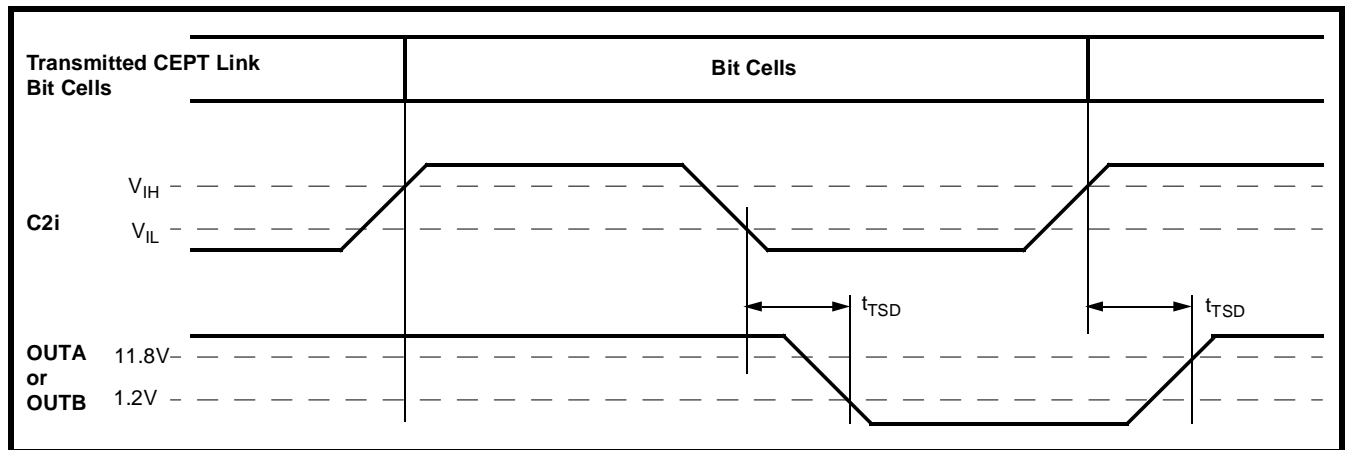 Transmitted CEPT Link
Bit Cells
Bit Cells
VIH
C2i
VIL
tTSD
tTSD
OUTA
or
OUTB
11.8V
1.2V